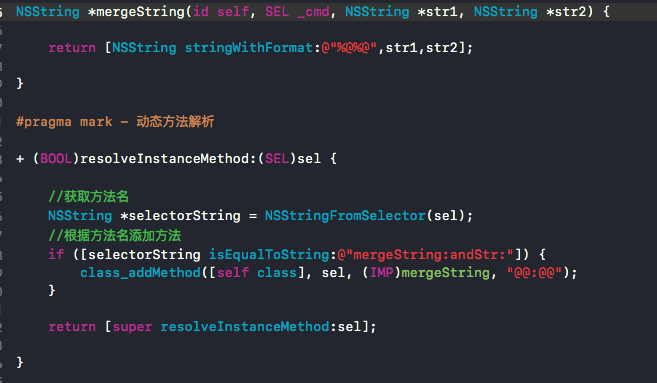 NSString *mergeString(id self, SEL _cmd, NSString *str1, NSString *str2) {
return [NSString stringWithFormat:@"%@%@",str1,str2];
}
#pragma mark - 动态方法解析
+ (BOOL)resolveInstanceMethod:(SEL)sel {
//获取方法名
NSString *selectorString = NSStringFromSelector(sel);
//根据方法名添加方法
if ([selectorString isEqualToString:@"mergeString:andStr:"]) {
class_addMethod([self class], sel, (IMP)mergeString, "@@:@@");
}
return [super resolveInstanceMethod:sel];
}